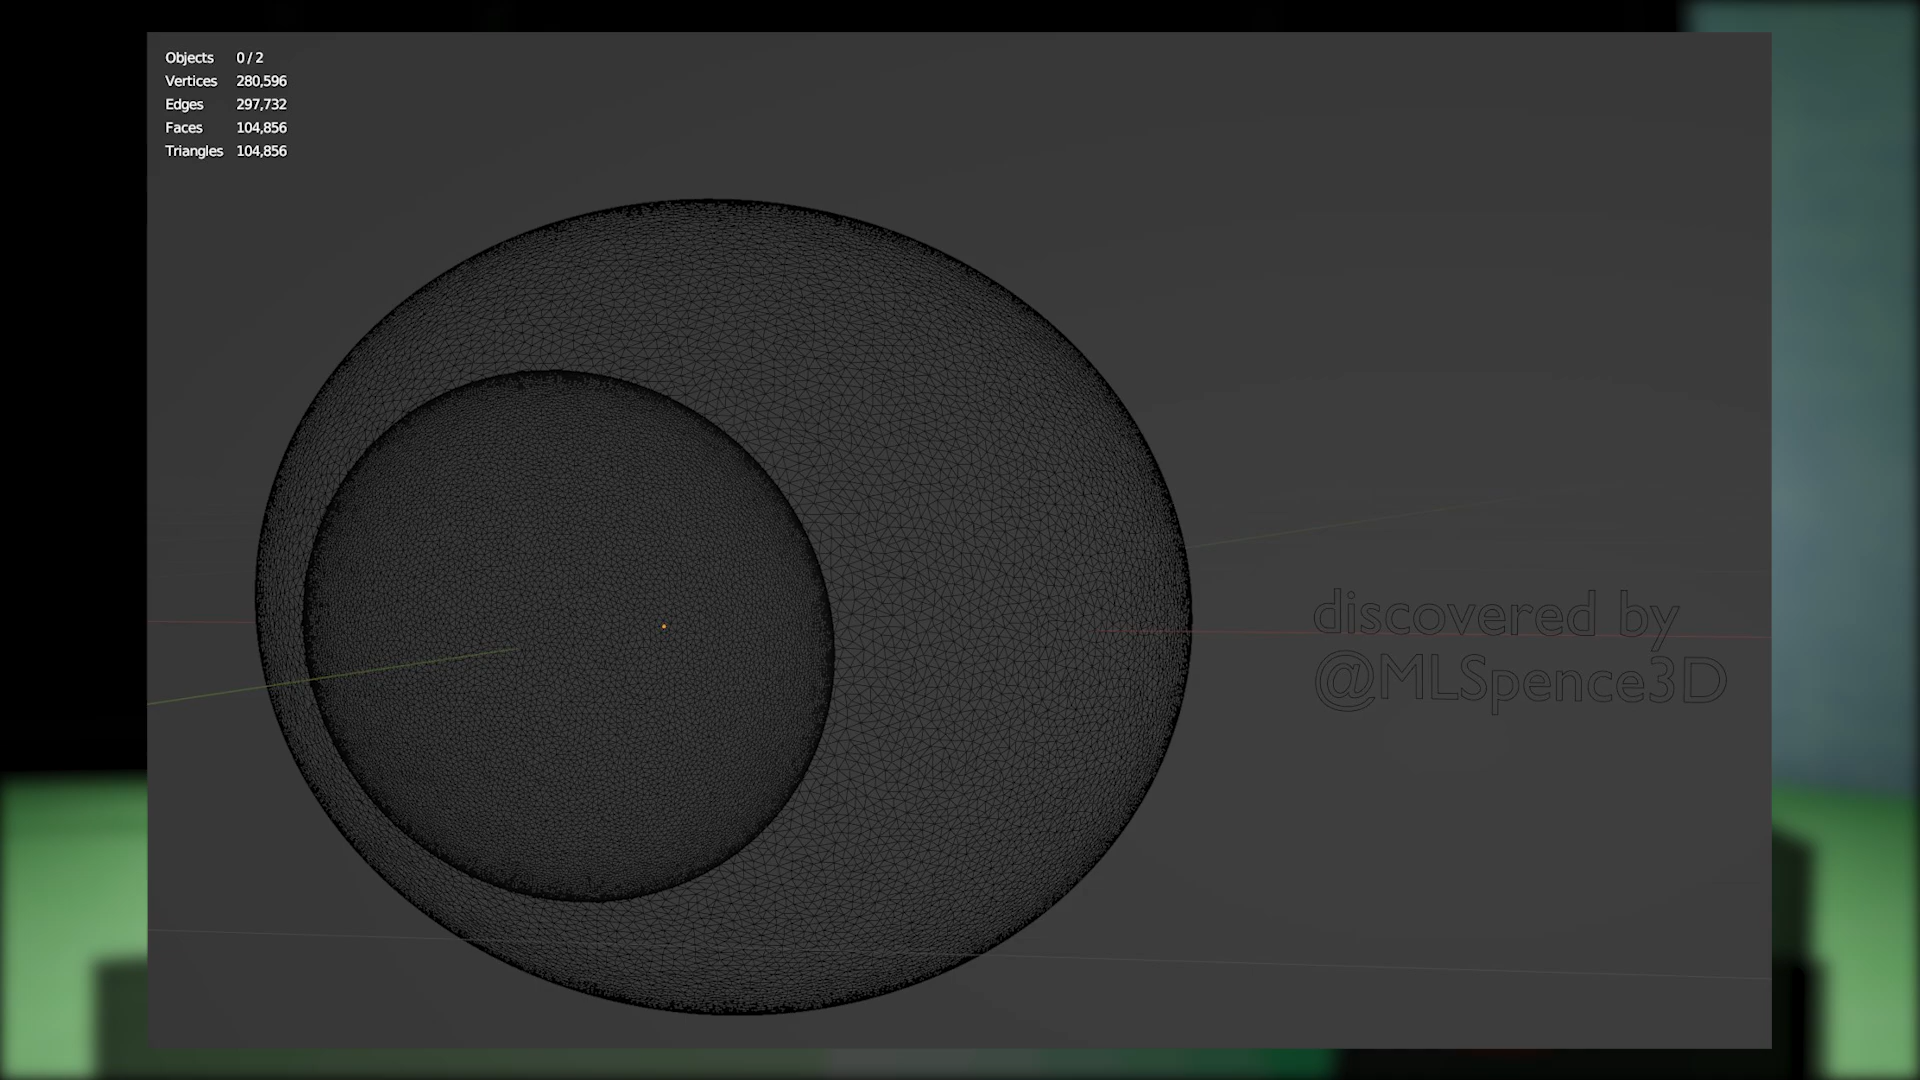 Objects 0 / 2
Vertices 280,596
Edges 297,732
Faces 104,856
Triangles 104,856
discovered by
@MLSpence3D